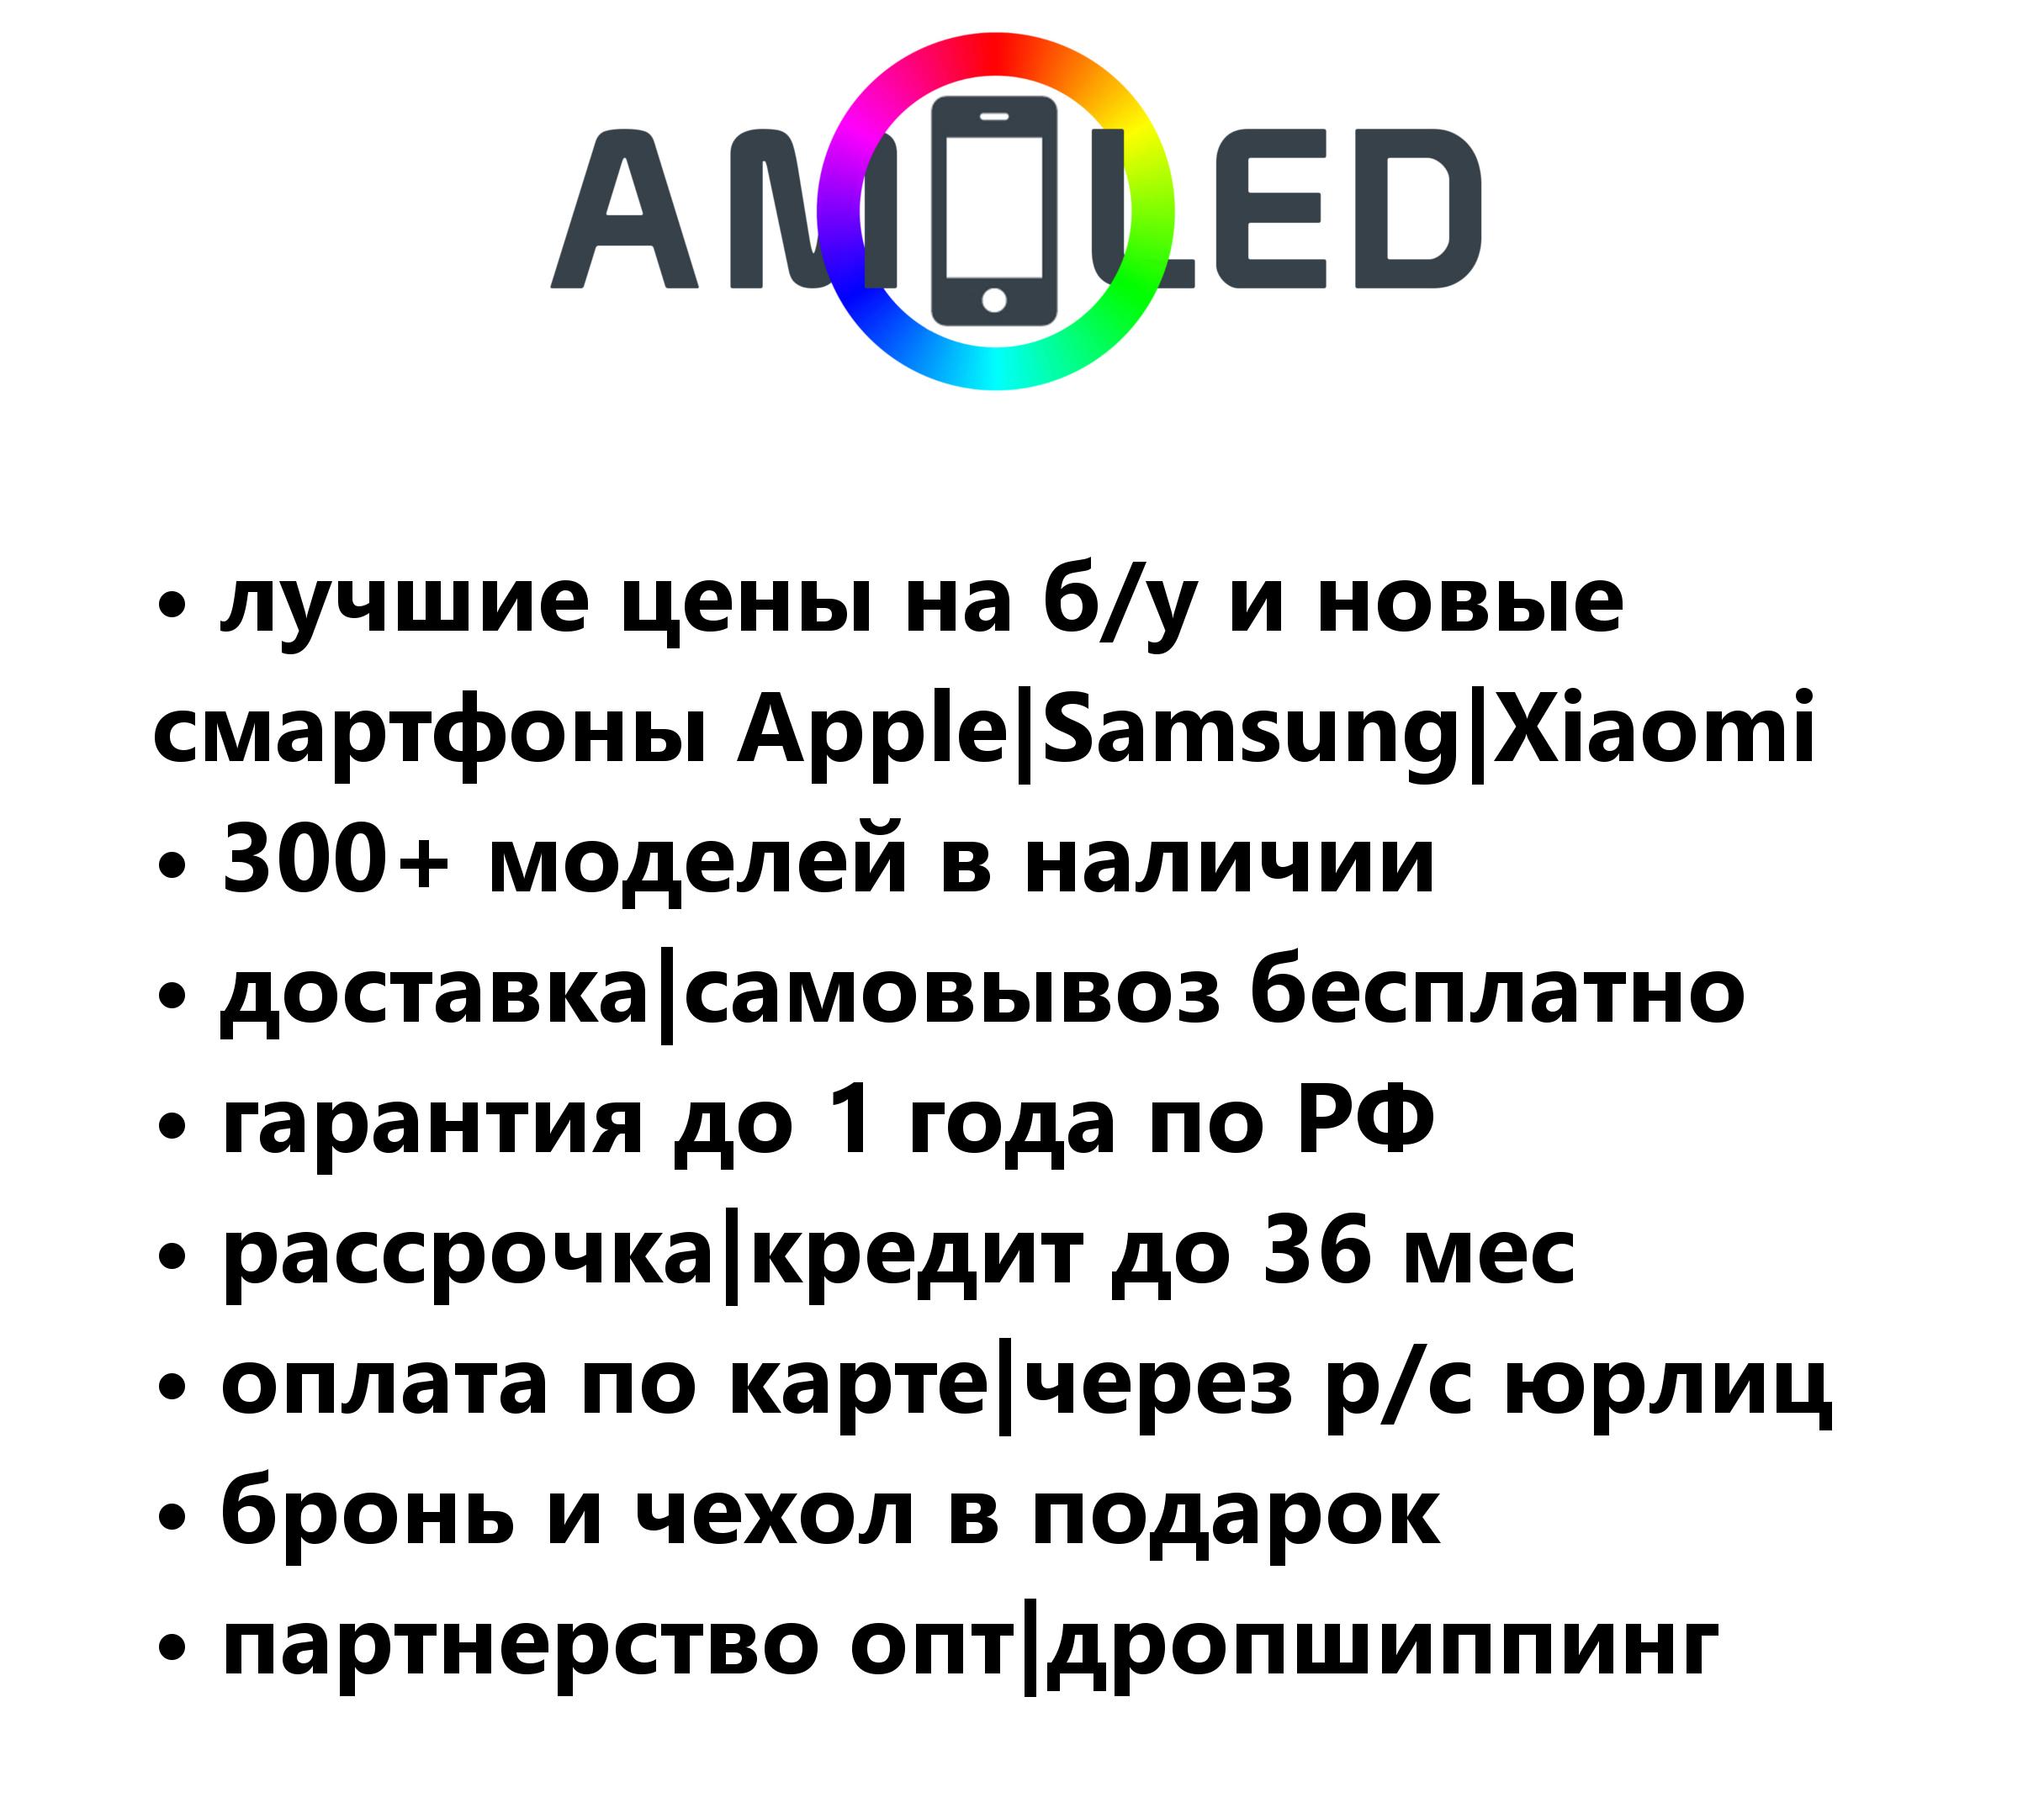 AMOLED
• лучшие цены на б/у и новые
смартфоны Apple|Samsung|Xiaomi
• 300+ моделей в наличии
• доставка|самовывоз бесплатно
• гарантия до 1 года по РФ
• рассрочка|кредит до 36 мес
• оплата по карте|через р/с юрлиц
• бронь и чехол в подарок
• партнерство опт|дропшиппинг